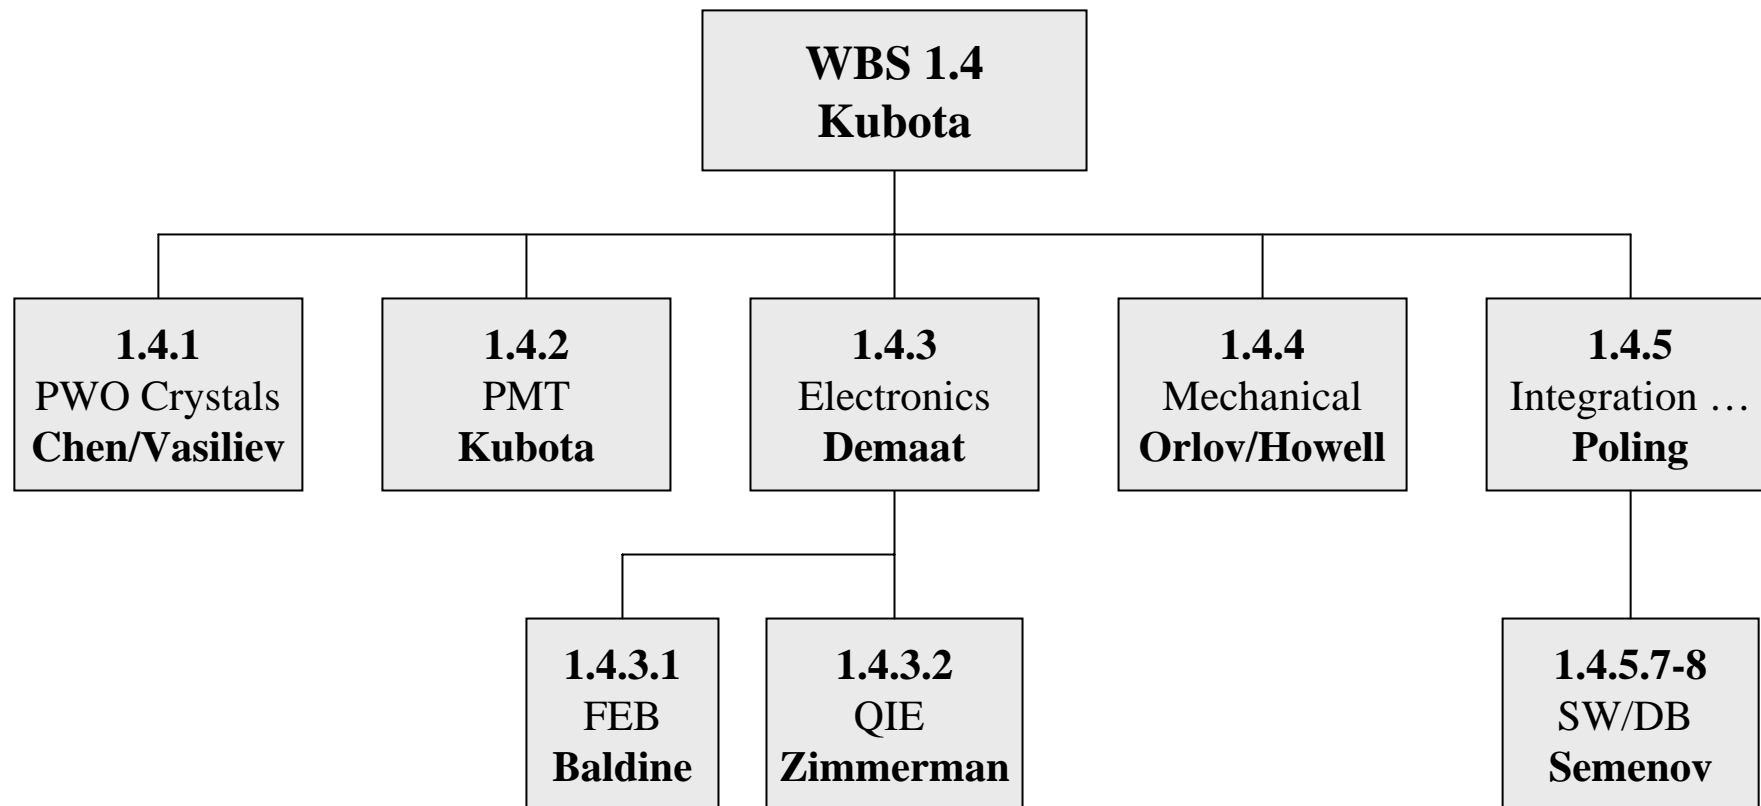 WBS 1.4
Kubota
1.4.1
PWO Crystals
Chen/Vasiliev
1.4.2
PMT
Kubota
1.4.3
Electronics
Demaat
1.4.4
Mechanical
Orlov/Howell
1.4.5
Integration …
Poling
1.4.3.1
FEB
Baldine
1.4.3.2
QIE
Zimmerman
1.4.5.7-8
SW/DB
Semenov